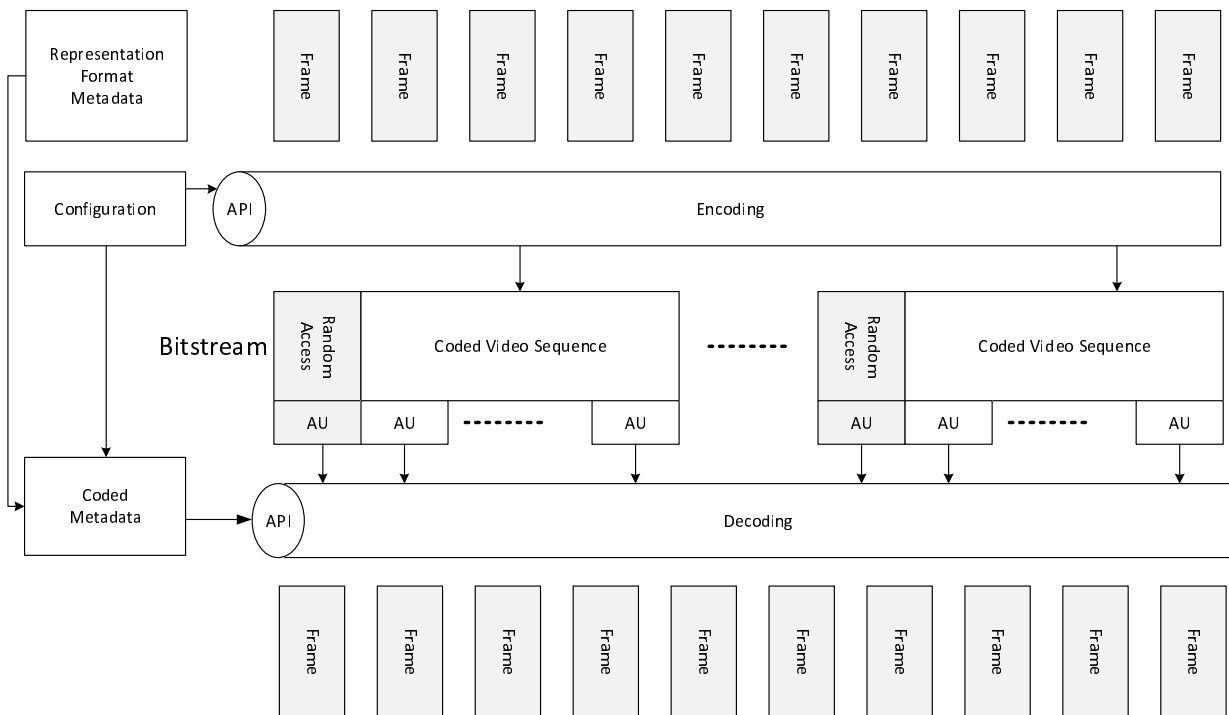 Representation
Format
Metadata
Frame
Frame
Frame
Frame
Frame
Frame
Frame
Frame
Frame
Frame
Configuration
API
Encoding
Bitstream
Random
Access
Coded Video Sequence
Random
Access
Coded Video Sequence
AU
AU
AU
AU
AU
AU
Coded
Metadata
API
Decoding
Frame
Frame
Frame
Frame
Frame
Frame
Frame
Frame
Frame
Frame